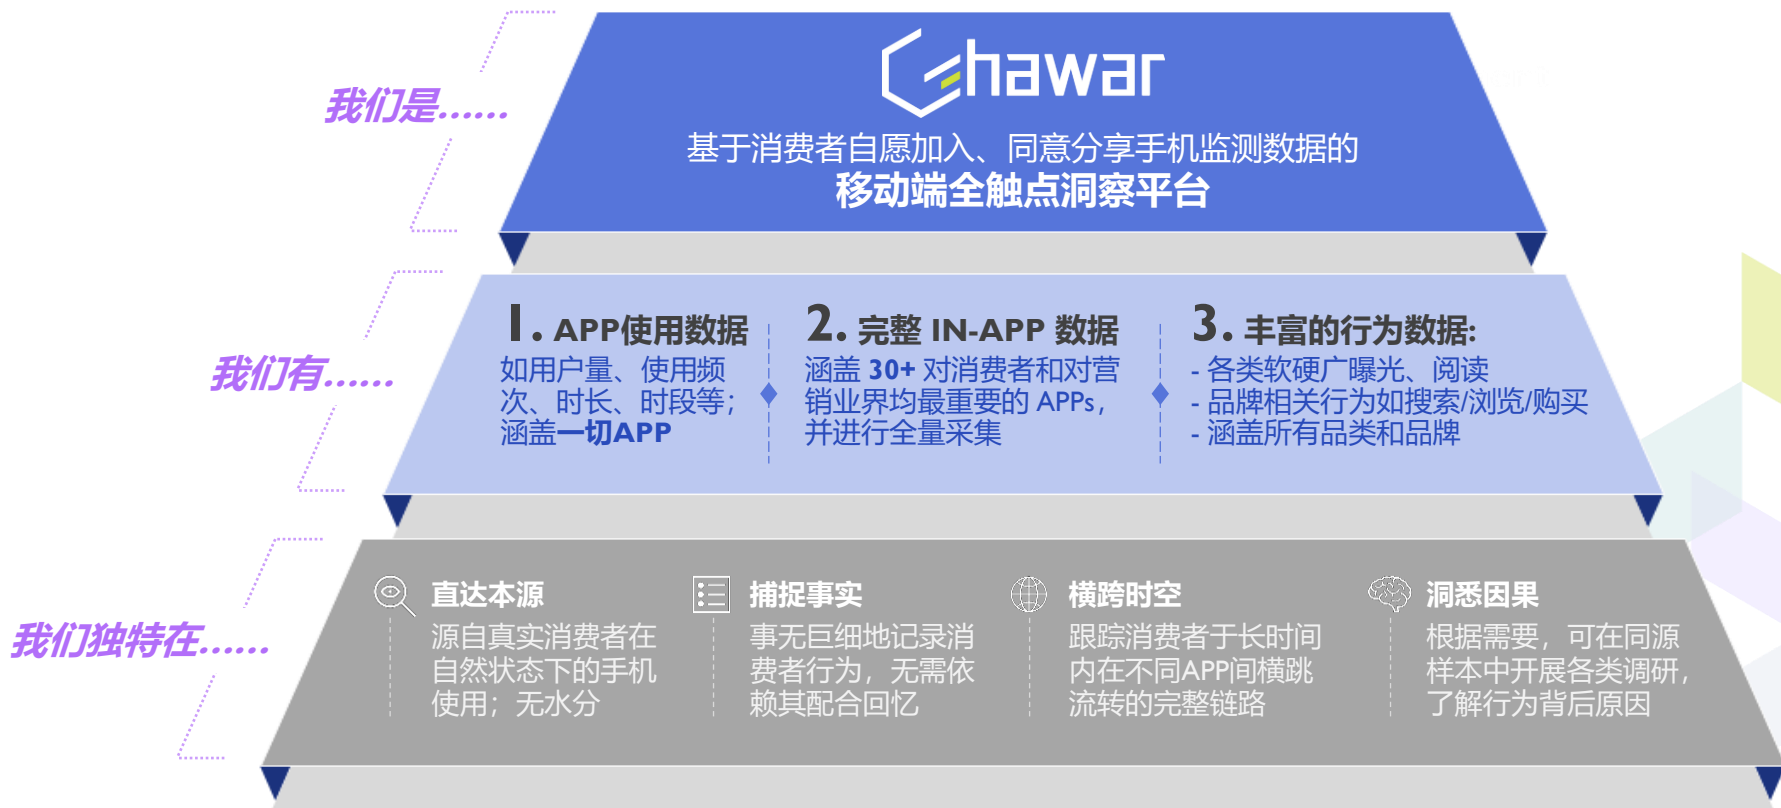 Ghawar
我们是......
基于消费者自愿加入、同意分享手机监测数据的
移动端全触点洞察平台
我们有......
1. APP使用数据
如用户量、使用频
次、时长、时段等；
涵盖一切APP
2. 完整 IN-APP 数据
涵盖 30+ 对消费者和对营
销业界均最重要的 APPs，
并进行全量采集
3. 丰富的行为数据:
- 各类软硬广曝光、阅读
- 品牌相关行为如搜索/浏览/购买
- 涵盖所有品类和品牌
我们独特在......
直达本源
源自真实消费者在
自然状态下的手机
使用；无水分
捕捉事实
事无巨细地记录消
费者行为，无需依
赖其配合回忆
横跨时空
跟踪消费者于长时间
内在不同APP间横跳
流转的完整链路
洞悉因果
根据需要，可在同源
样本中开展各类调研，
了解行为背后原因